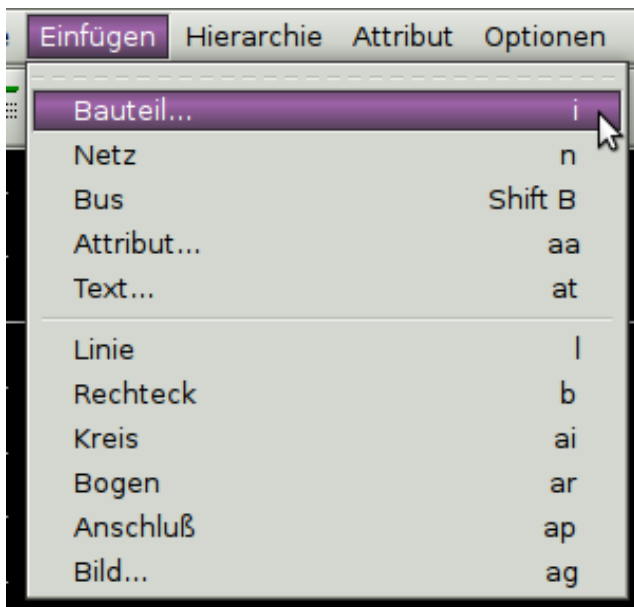 Einfügen Hierarchie Attribut Optionen
Bauteil... i
Netz n
Bus Shift B
Attribut... aa
Text... at
Linie l
Rechteck b
Kreis ai
Bogen ar
Anschluß ap
Bild... ag